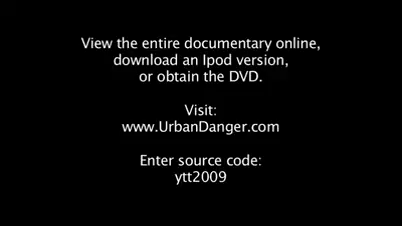 View the entire documentary online,
download an Ipod version,
or obtain the DVD.
Visit:
www.UrbanDanger.com
Enter source code:
ytt2009